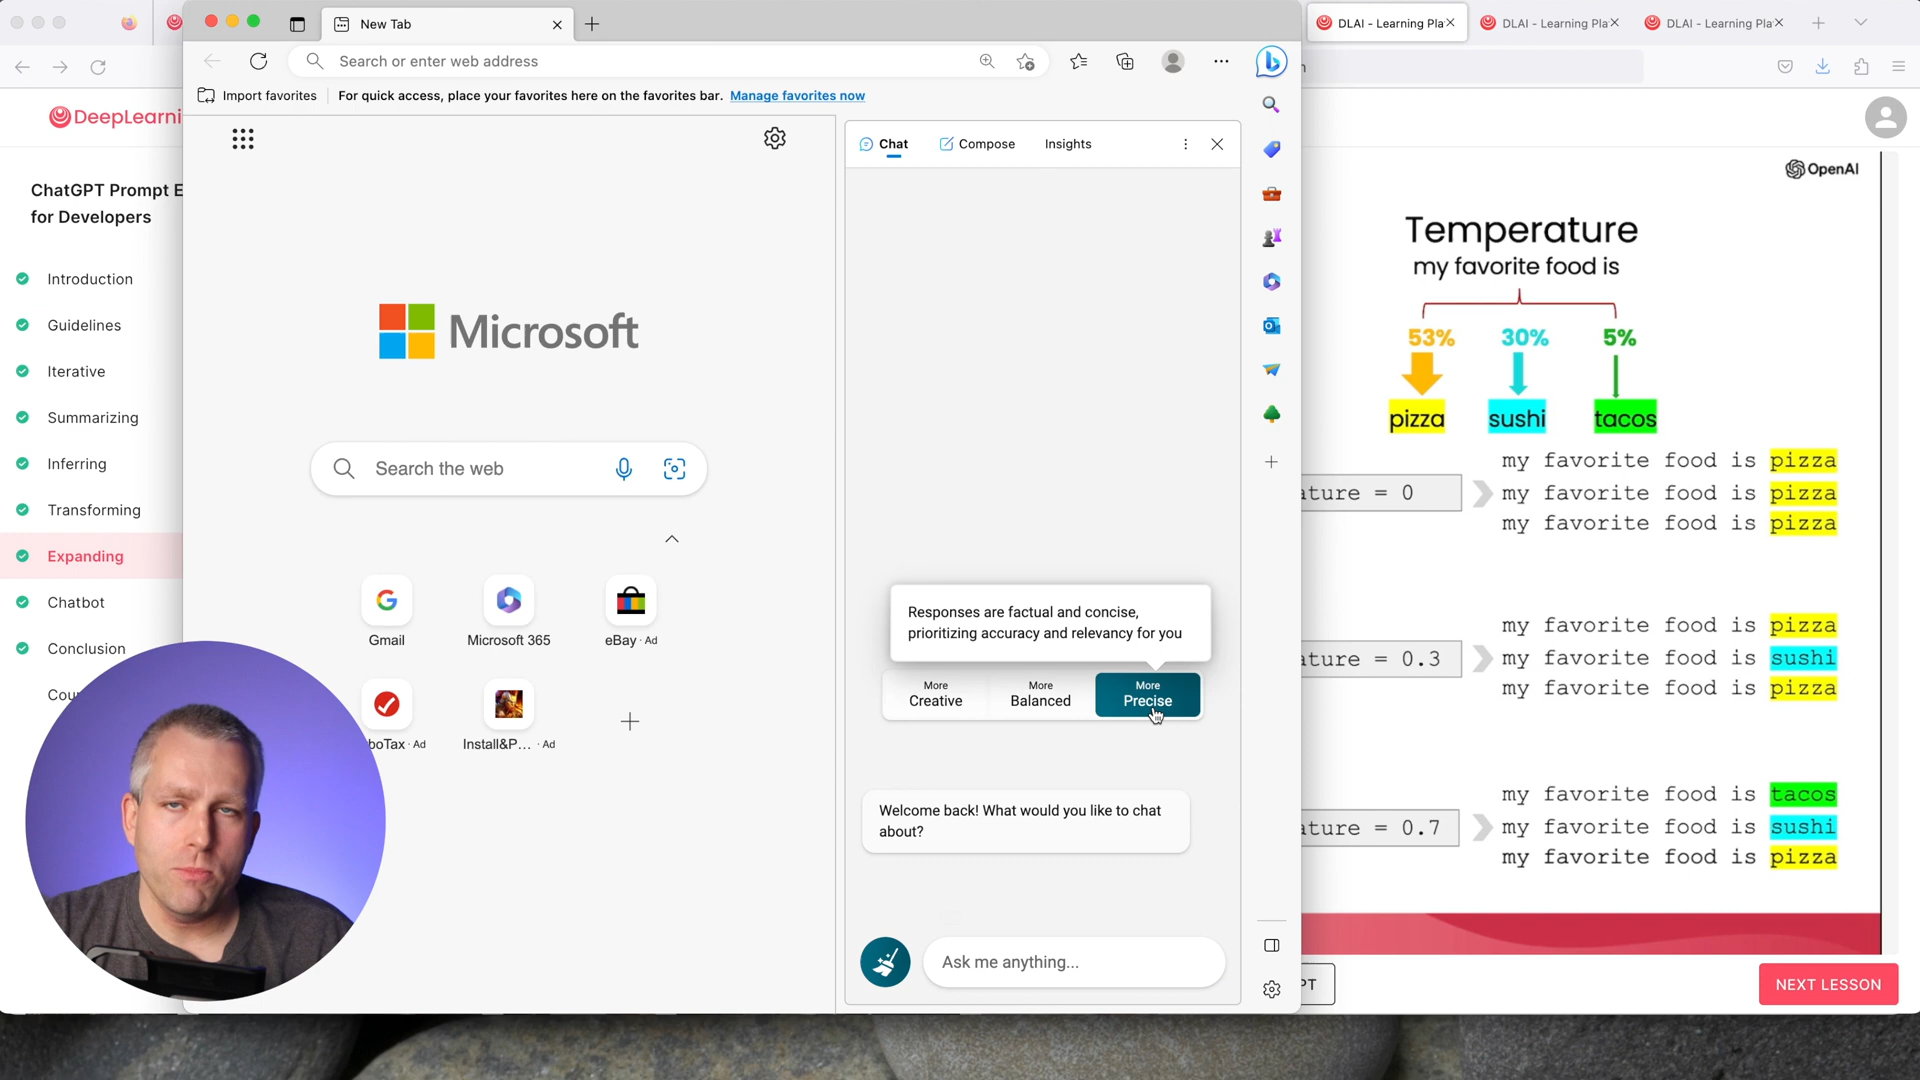 New Tab
DLAI - Learning Pla
DLAI - Learning Pla
DLAI - Learning Pla
Search or enter web address
Import favorites
For quick access, place your favorites here on the favorites bar. Manage favorites now
DeepLearni
ChatGPT Prompt E
for Developers
Introduction
Guidelines
Iterative
Summarizing
Inferring
Transforming
Expanding
Chatbot
Conclusion
Cou
Microsoft
Search the web
Gmail
Microsoft 365
eBay · Ad
boTax · Ad
Install&P... · Ad
Chat
Compose
Insights
Responses are factual and concise,
prioritizing accuracy and relevancy for you
More
Creative
More
Balanced
More
Precise
Welcome back! What would you like to chat
about?
Ask me anything...
OpenAI
Temperature
my favorite food is
53%
30%
5%
pizza
sushi
tacos
ature = 0
my favorite food is pizza
my favorite food is pizza
my favorite food is pizza
ature = 0.3
my favorite food is pizza
my favorite food is sushi
my favorite food is pizza
ature = 0.7
my favorite food is tacos
my favorite food is sushi
my favorite food is pizza
PT
NEXT LESSON